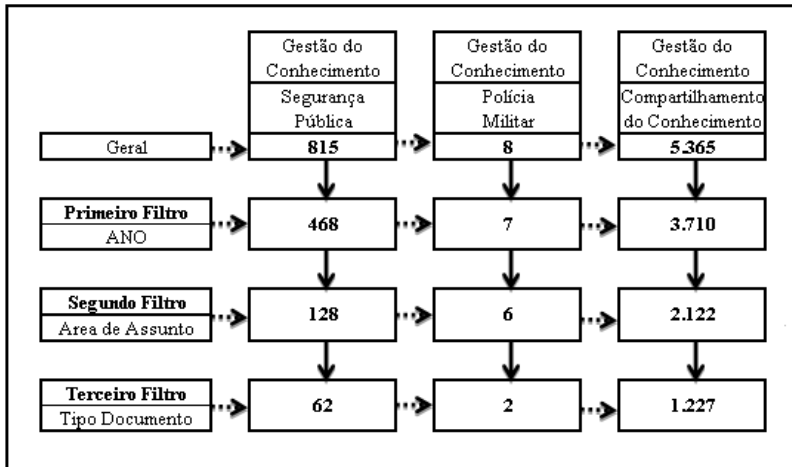 Gestão do
Conhecimento
Segurança
Pública
Gestão do
Conhecimento
Polícia
Militar
Gestão do
Conhecimento
Compartilhamento
do Conhecimento
Geral
815
8
5.365
Primeiro Filtro
ANO
468
7
3.710
Segundo Filtro
Area de Assunto
128
6
2.122
Terceiro Filtro
Tipo Documento
62
2
1.227